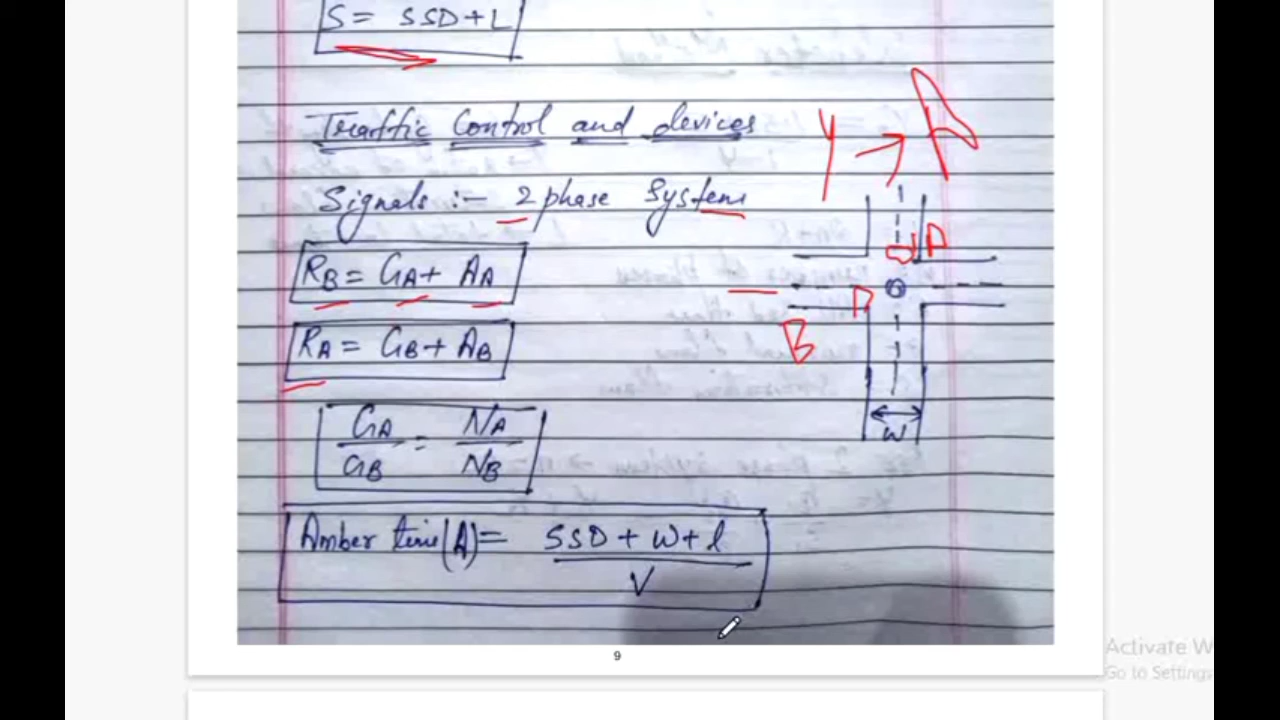 S = SSD + L
Traffic Control and devices
Signals :- 2 phase System
Y → A
R_B = G_A + A_A
R_A = G_B + A_B
B
G_A / G_B = N_A / N_B
W
Amber time (A) = SSD + W + l / V
9
Activate W
Go to Settings